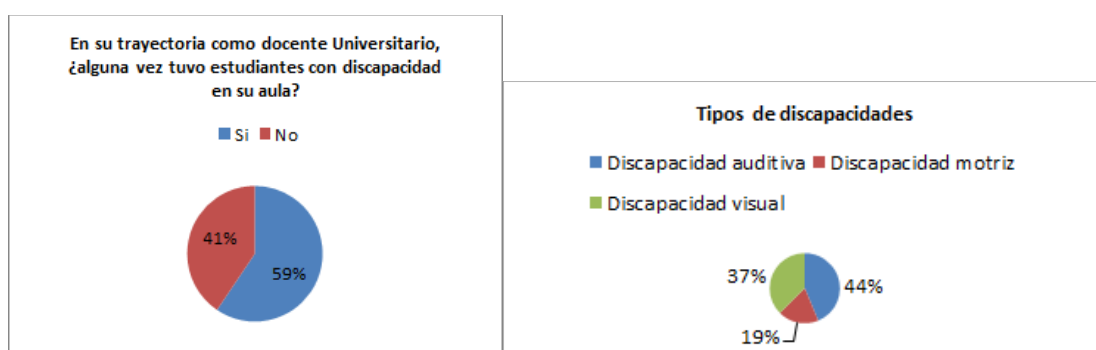 En su trayectoria como docente Universitario,
¿alguna vez tuvo estudiantes con discapacidad
en su aula?
Si No
41%
59%
Tipos de discapacidades
Discapacidad auditiva Discapacidad motriz
Discapacidad visual
37%
44%
19%